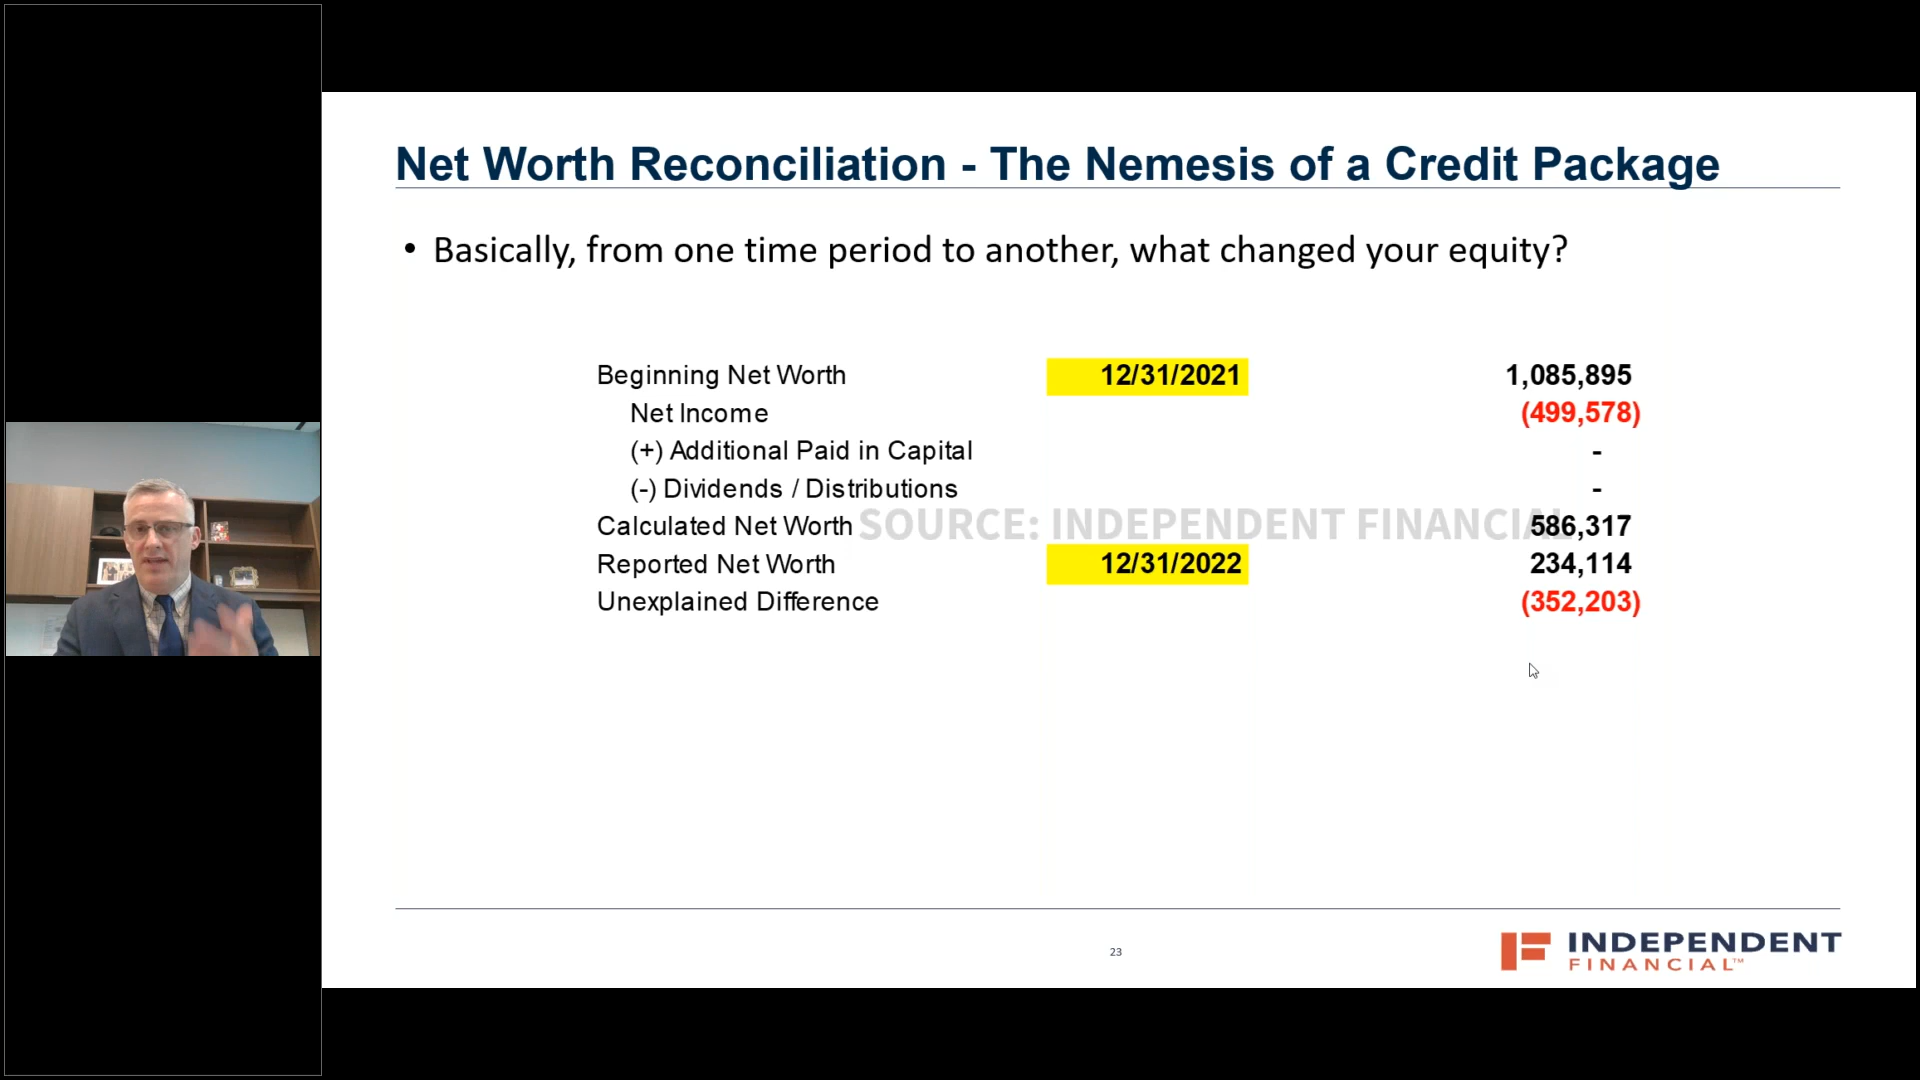 Net Worth Reconciliation - The Nemesis of a Credit Package
• Basically, from one time period to another, what changed your equity?
Beginning Net Worth 12/31/2021 1,085,895
Net Income (499,578)
(+) Additional Paid in Capital -
(-) Dividends / Distributions -
SOURCE: INDEPENDENT FINANCIAL
Calculated Net Worth 586,317
Reported Net Worth 12/31/2022 234,114
Unexplained Difference (352,203)
23
INDEPENDENT
FINANCIAL™